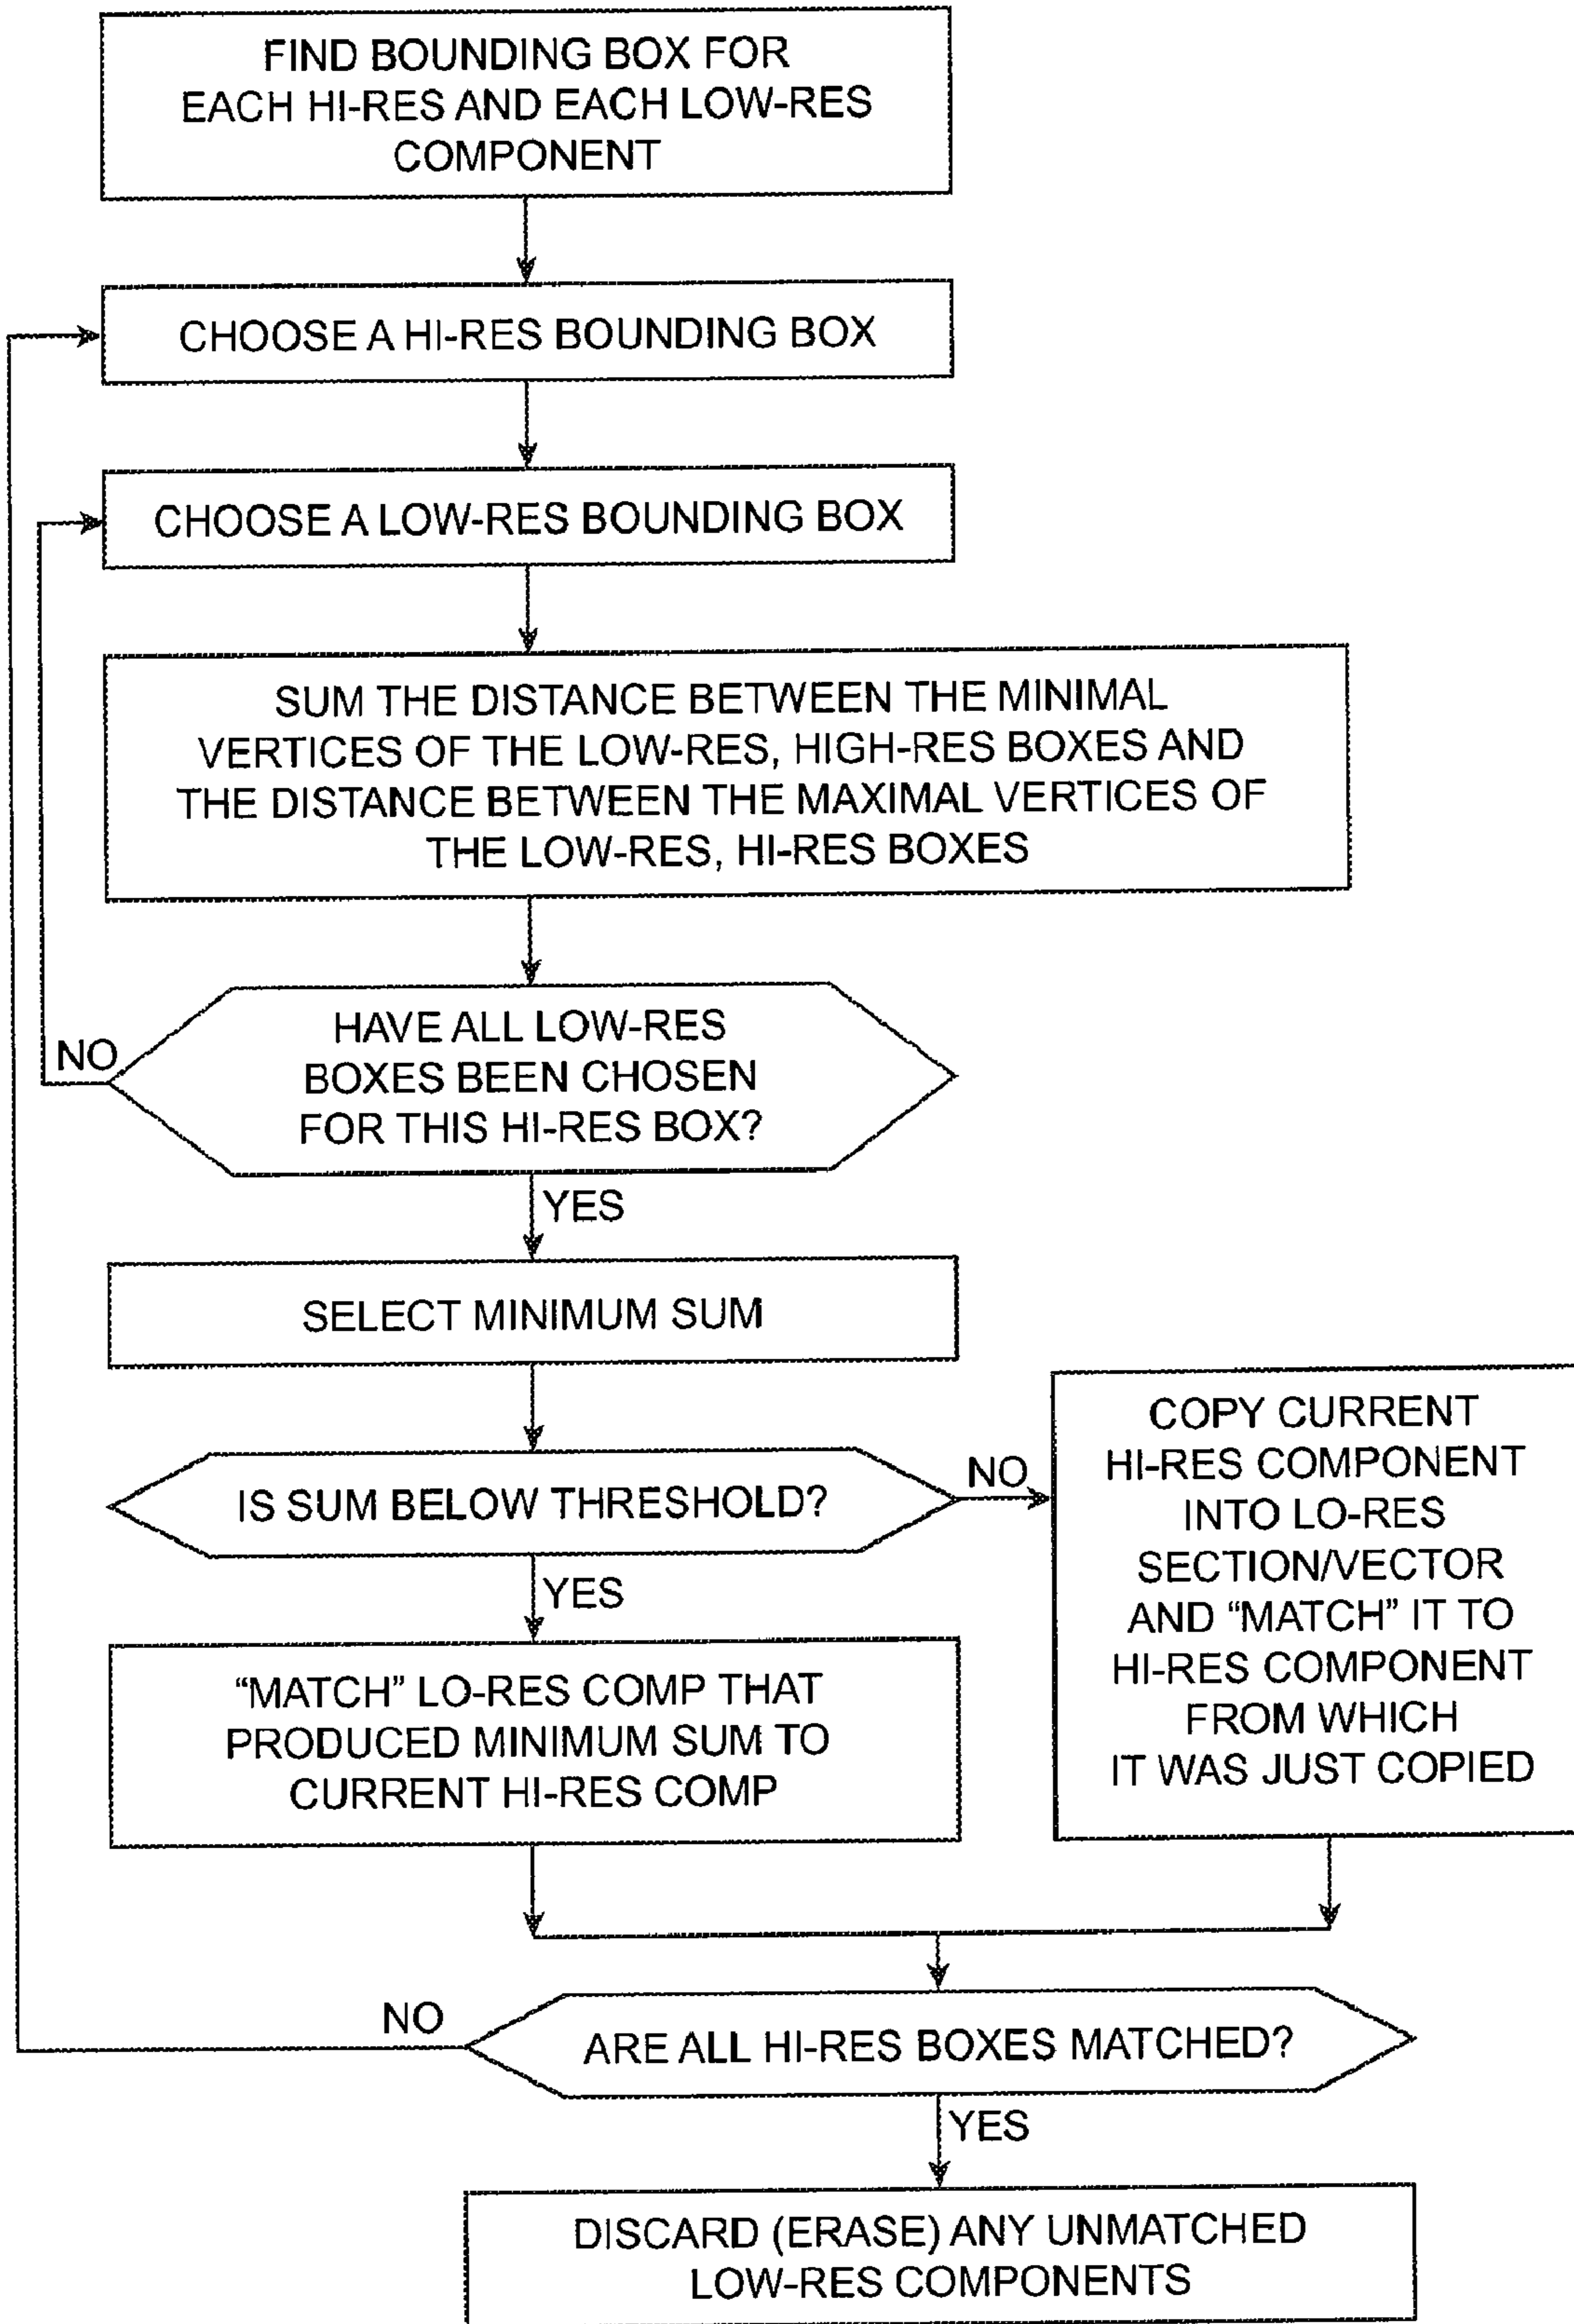 FIND BOUNDING BOX FOR
EACH HI-RES AND EACH LOW-RES
COMPONENT
CHOOSE A HI-RES BOUNDING BOX
CHOOSE A LOW-RES BOUNDING BOX
SUM THE DISTANCE BETWEEN THE MINIMAL
VERTICES OF THE LOW-RES, HIGH-RES BOXES AND
THE DISTANCE BETWEEN THE MAXIMAL VERTICES OF
THE LOW-RES, HI-RES BOXES
HAVE ALL LOW-RES
BOXES BEEN CHOSEN
FOR THIS HI-RES BOX?
NO
YES
SELECT MINIMUM SUM
IS SUM BELOW THRESHOLD?
NO
YES
COPY CURRENT
HI-RES COMPONENT
INTO LO-RES
SECTION/VECTOR
AND “MATCH” IT TO
HI-RES COMPONENT
FROM WHICH
IT WAS JUST COPIED
“MATCH” LO-RES COMP THAT
PRODUCED MINIMUM SUM TO
CURRENT HI-RES COMP
NO
ARE ALL HI-RES BOXES MATCHED?
YES
DISCARD (ERASE) ANY UNMATCHED
LOW-RES COMPONENTS